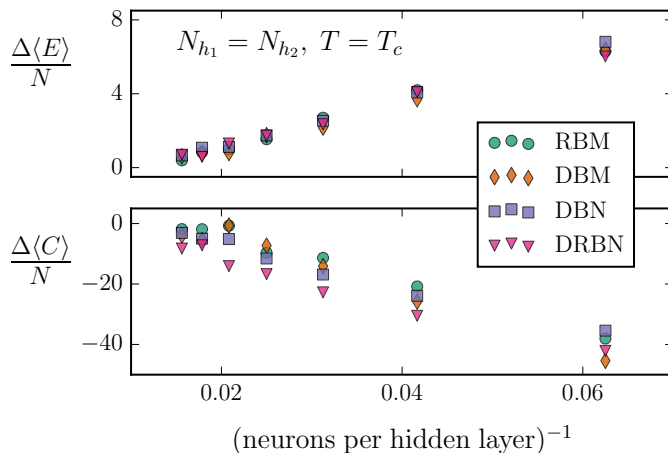 8
4
0
Δ⟨E⟩
N
N_{h_1} = N_{h_2}, T = T_c
RBM
DBM
DBN
DRBN
0
−20
−40
Δ⟨C⟩
N
0.02 0.04 0.06
(neurons per hidden layer)^{−1}